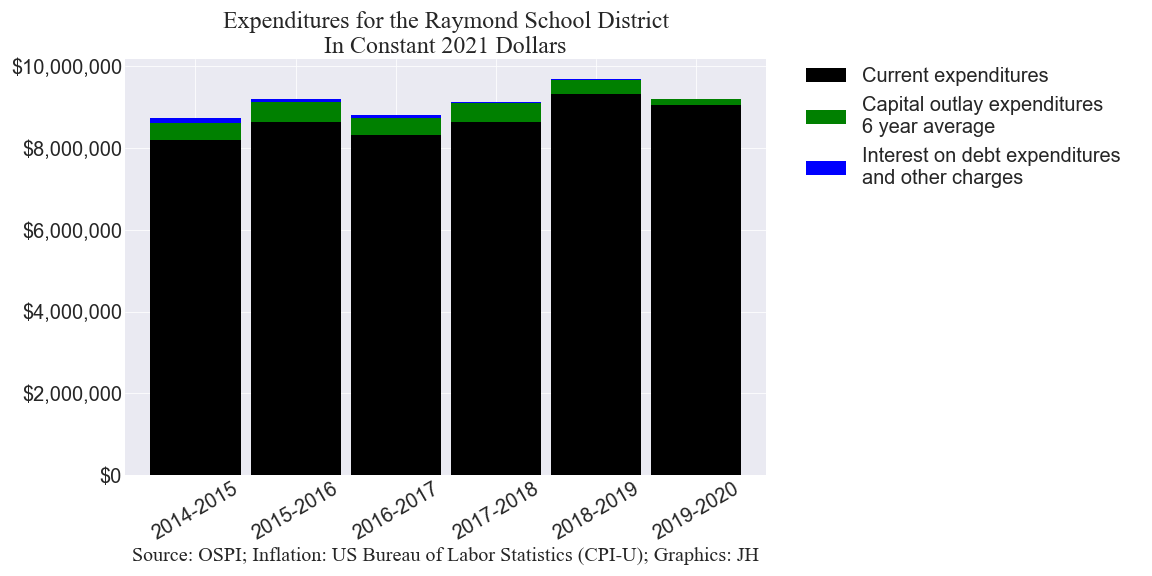 Expenditures for the Raymond School District
In Constant 2021 Dollars
$10,000,000
$8,000,000
$6,000,000
$4,000,000
$2,000,000
$0
2014-2015
2015-2016
2016-2017
2017-2018
2018-2019
2019-2020
Source: OSPI; Inflation: US Bureau of Labor Statistics (CPI-U); Graphics: JH
Current expenditures
Capital outlay expenditures
6 year average
Interest on debt expenditures
and other charges